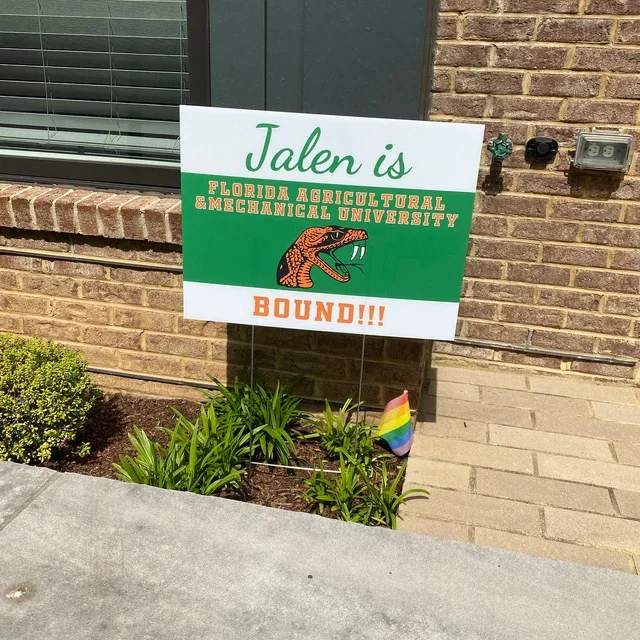 Jalen is
FLORIDA AGRICULTURAL
&MECHANICAL UNIVERSITY
BOUND!!!